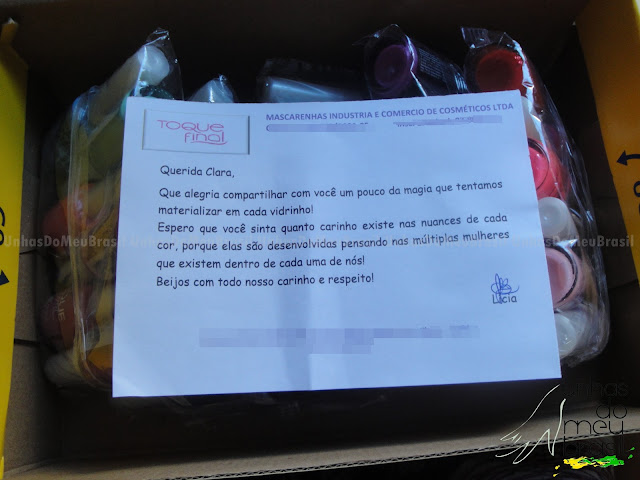 TOQUE
final
MASCARENHAS INDUSTRIA E COMERCIO DE COSMÉTICOS LTDA
Querida Clara,
Que alegria compartilhar com você um pouco da magia que tentamos
materializar em cada vidrinho!
Espero que você sinta quanto carinho existe nas nuances de cada
cor, porque elas são desenvolvidas pensando nas múltiplas mulheres
que existem dentro de cada uma de nós!
Beijos com todo nosso carinho e respeito!
Lúcia
UnhasDoMeuBrasil
UnhasDoMeuBrasil
unhas
do
meu